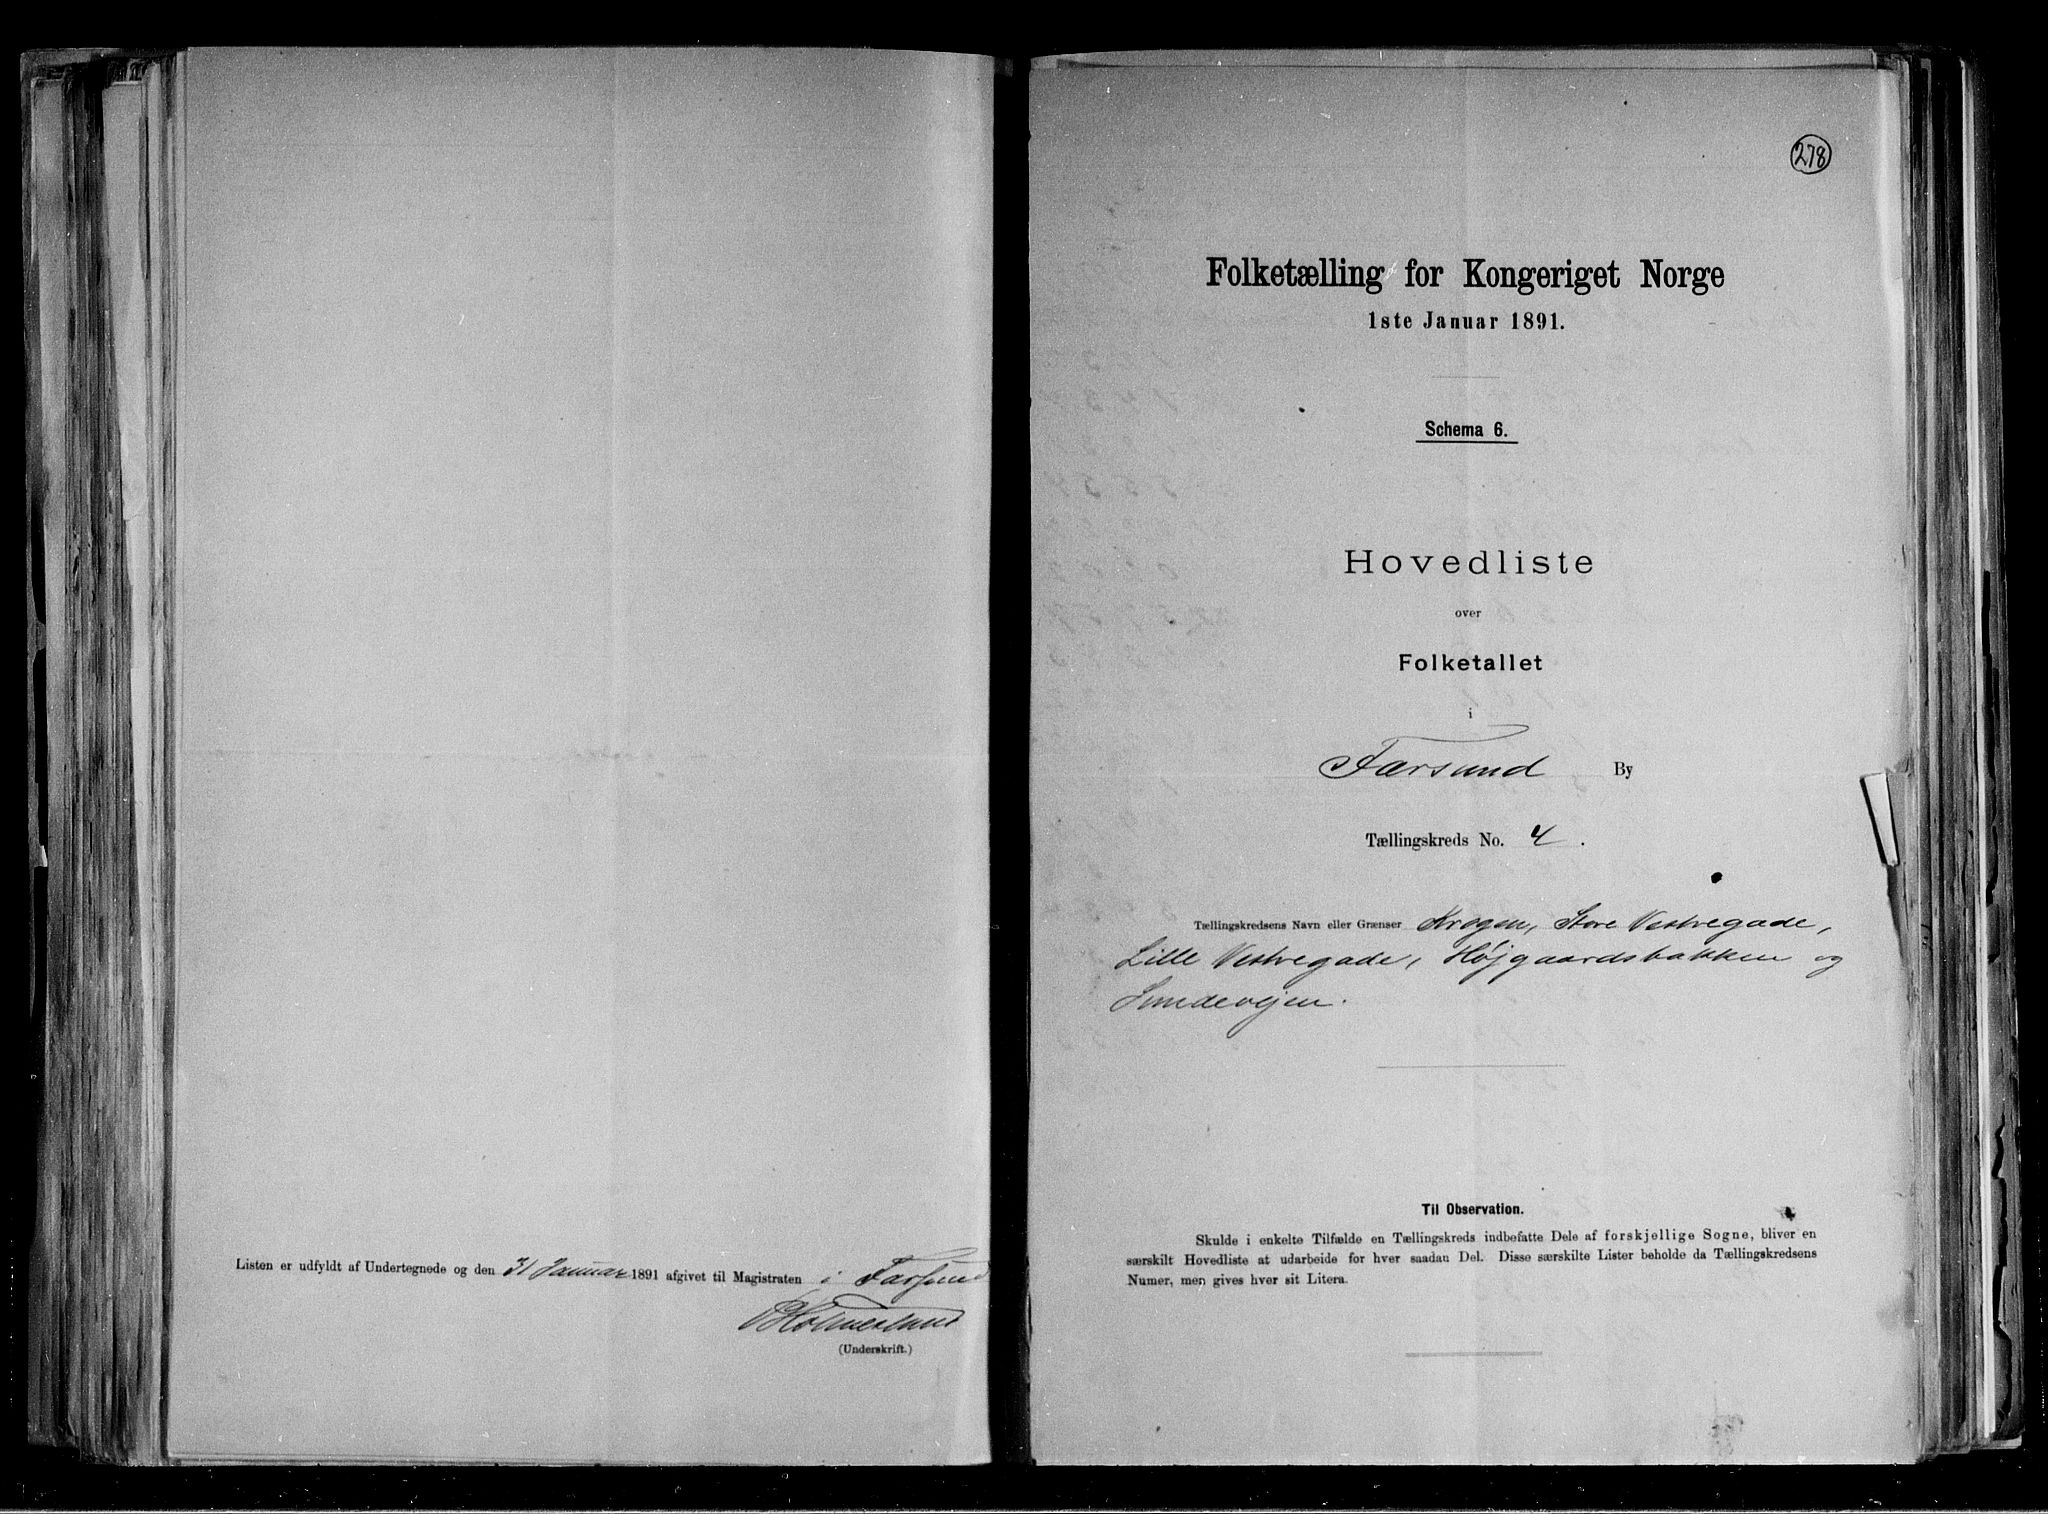 Listen er udfyldt af Undertegnede og den 31 Januar 1891 afgivet til Magistraten i Farsund
(Underskrift.)
278
Folketælling for Kongeriget Norge
1ste Januar 1891.
Schema 6.
Hovedliste
over
Folketallet
i
Farsund By
Tællingskreds No. 4.
Tællingskredsens Navn eller Grænser Krogen, Store Vestregade,
Lille Vestregade, Højgaardsbakken og
Sundevejen.
Til Observation.
Skulde i enkelte Tilfælde en Tællingskreds indbefatte Dele af forskjellige Sogne, bliver en
særskilt Hovedliste at udarbeide for hver saadan Del. Disse særskilte Lister beholde da Tællingskredsens
Numer, men gives hver sit Litera.